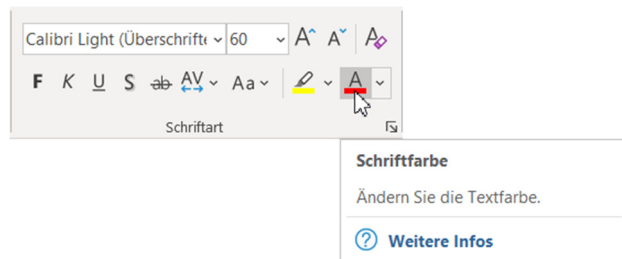 Calibri Light (Überschrifte 60 A A A
F K U S ab AV Aa A
Schriftart
Schriftfarbe
Ändern Sie die Textfarbe.
? Weitere Infos